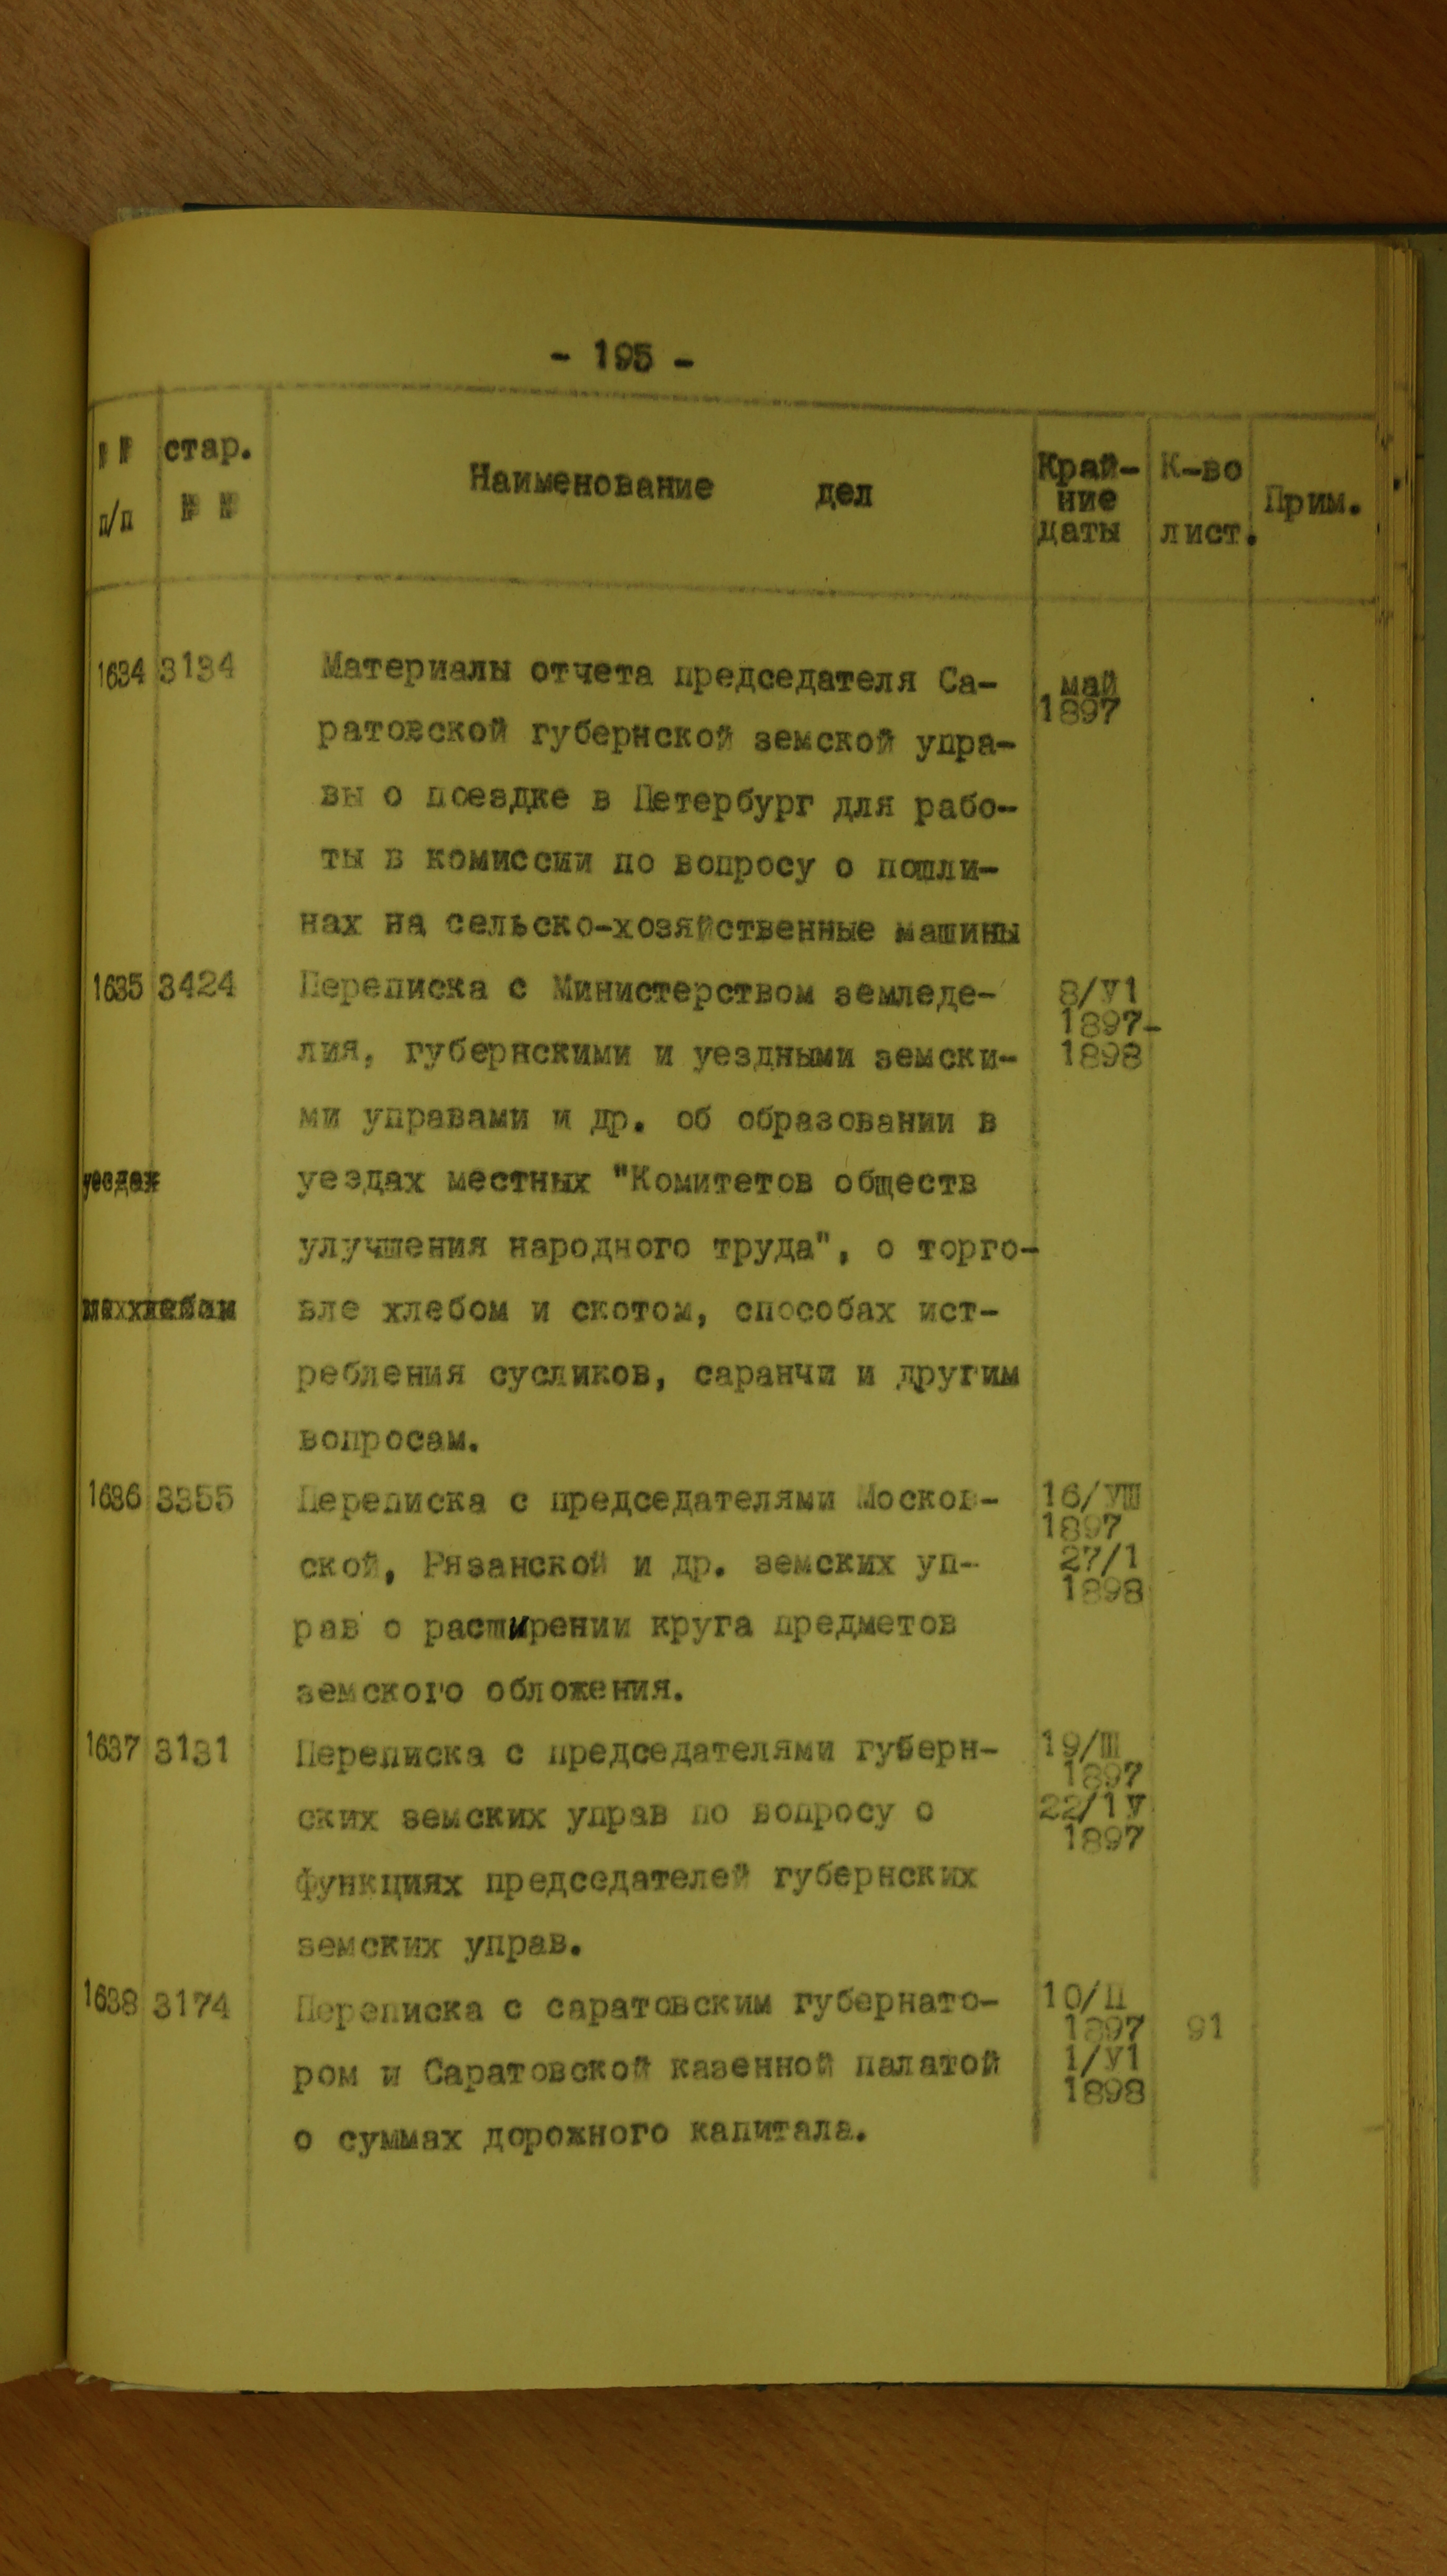 - 195 -
№№ стар. Край- К-во
п/п №№ Наименование дел ние Прим.
даты лист.
1634 3134 Материалы отчета председателя Са- май
ратовской губернской земской упра- 1897
вы о поездке в Петербург для рабо-
ты в комиссии по вопросу о пошли-
нах на сельско-хозяйственные машины
1635 3424 Переписка с Министерством земледе- 8/У1
1897-
лия, губернскими и уездными земски- 1898
ми управами и др. об образовании в
уездах местных "Комитетов обществ
улучшения народного труда", о торго-
вле хлебом и скотом, способах ист-
ребления сусликов, саранчи и другим
вопросам.
1636 3355 Переписка с председателями Москов- 16/УШ
1897
ской, Рязанской и др. земских уп- 27/1
1898
рав о расширении круга предметов
земского обложения.
1637 3131 Переписка с председателями губерн- 19/Ш
1897
ских земских управ по вопросу о 22/1У
1897
функциях председателей губернских
земских управ.
1638 3174 Переписка с саратовским губернато- 10/П
1897 91
ром и Саратовской казенной палатой 1/У1
1898
о суммах дорожного капитала.